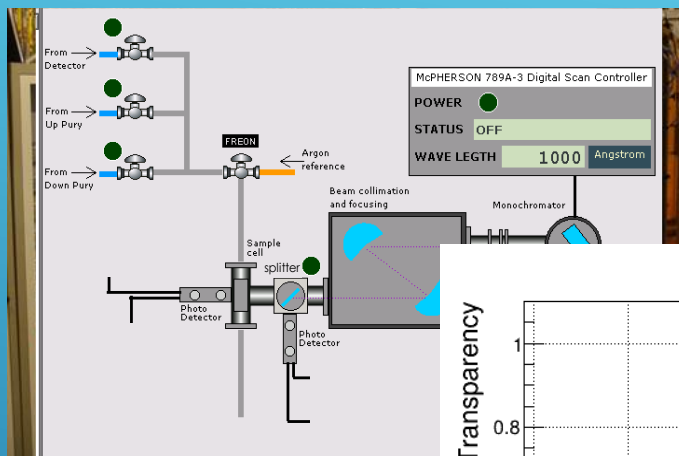 From
Detector
From
Up Pury
From
Down Pury
FREON
Argon
reference
McPHERSON 789A-3 Digital Scan Controller
POWER
STATUS OFF
WAVE LEGTH 1000 Angstrom
Beam collimation
and focusing
Monochromator
Sample
cell
splitter
Photo
Detector
Photo
Detector
Transparency
1
0.8